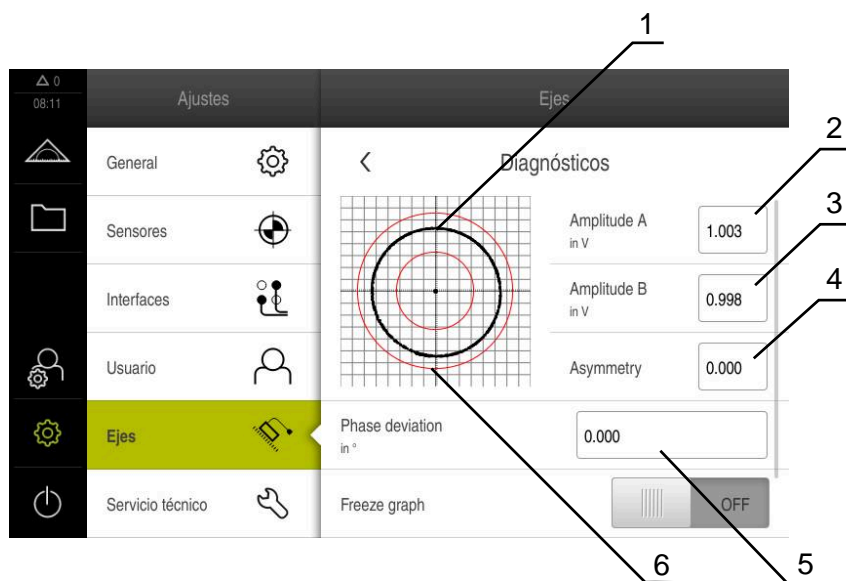 1
0
08:11
Ajustes
Ejes
General
Diagnósticos
2
Sensores
Amplitude A
in V
1.003
3
Interfaces
Amplitude B
in V
0.998
4
Usuario
Asymmetry
0.000
Ejes
Phase deviation
in °
0.000
Servicio técnico
Freeze graph
OFF
6
5